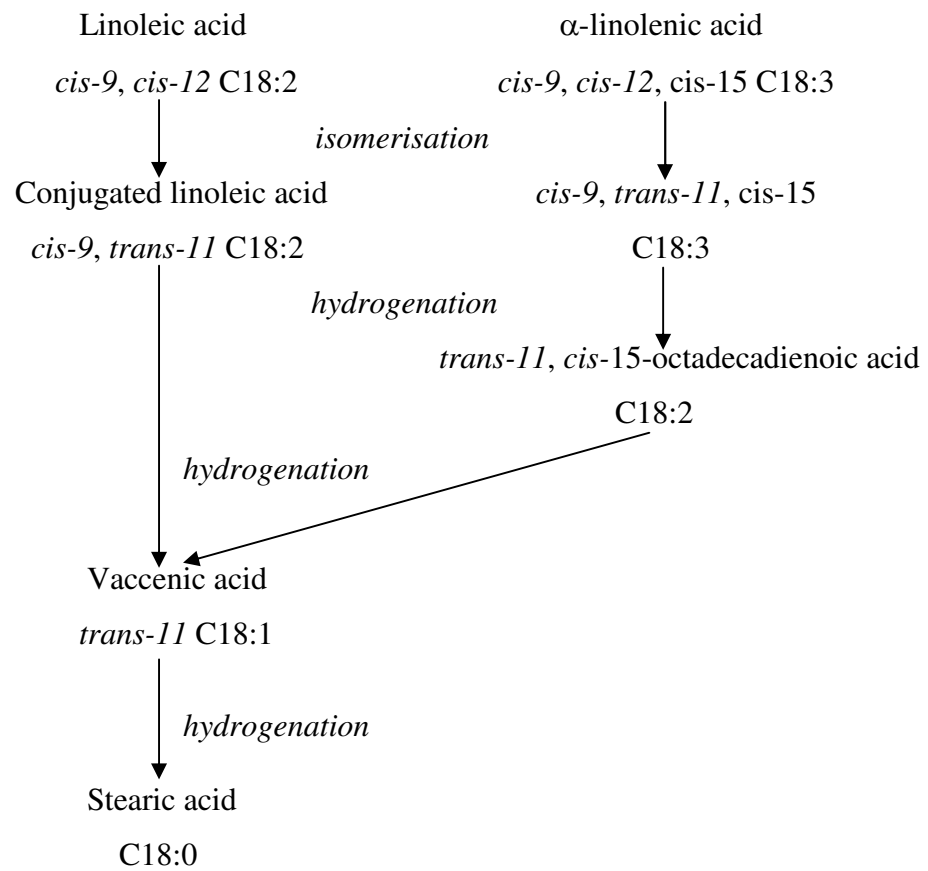 Linoleic acid
α-linolenic acid
cis-9, cis-12 C18:2
cis-9, cis-12, cis-15 C18:3
isomerisation
Conjugated linoleic acid
cis-9, trans-11, cis-15
cis-9, trans-11 C18:2
C18:3
hydrogenation
trans-11, cis-15-octadecadienoic acid
C18:2
hydrogenation
Vaccenic acid
trans-11 C18:1
hydrogenation
Stearic acid
C18:0